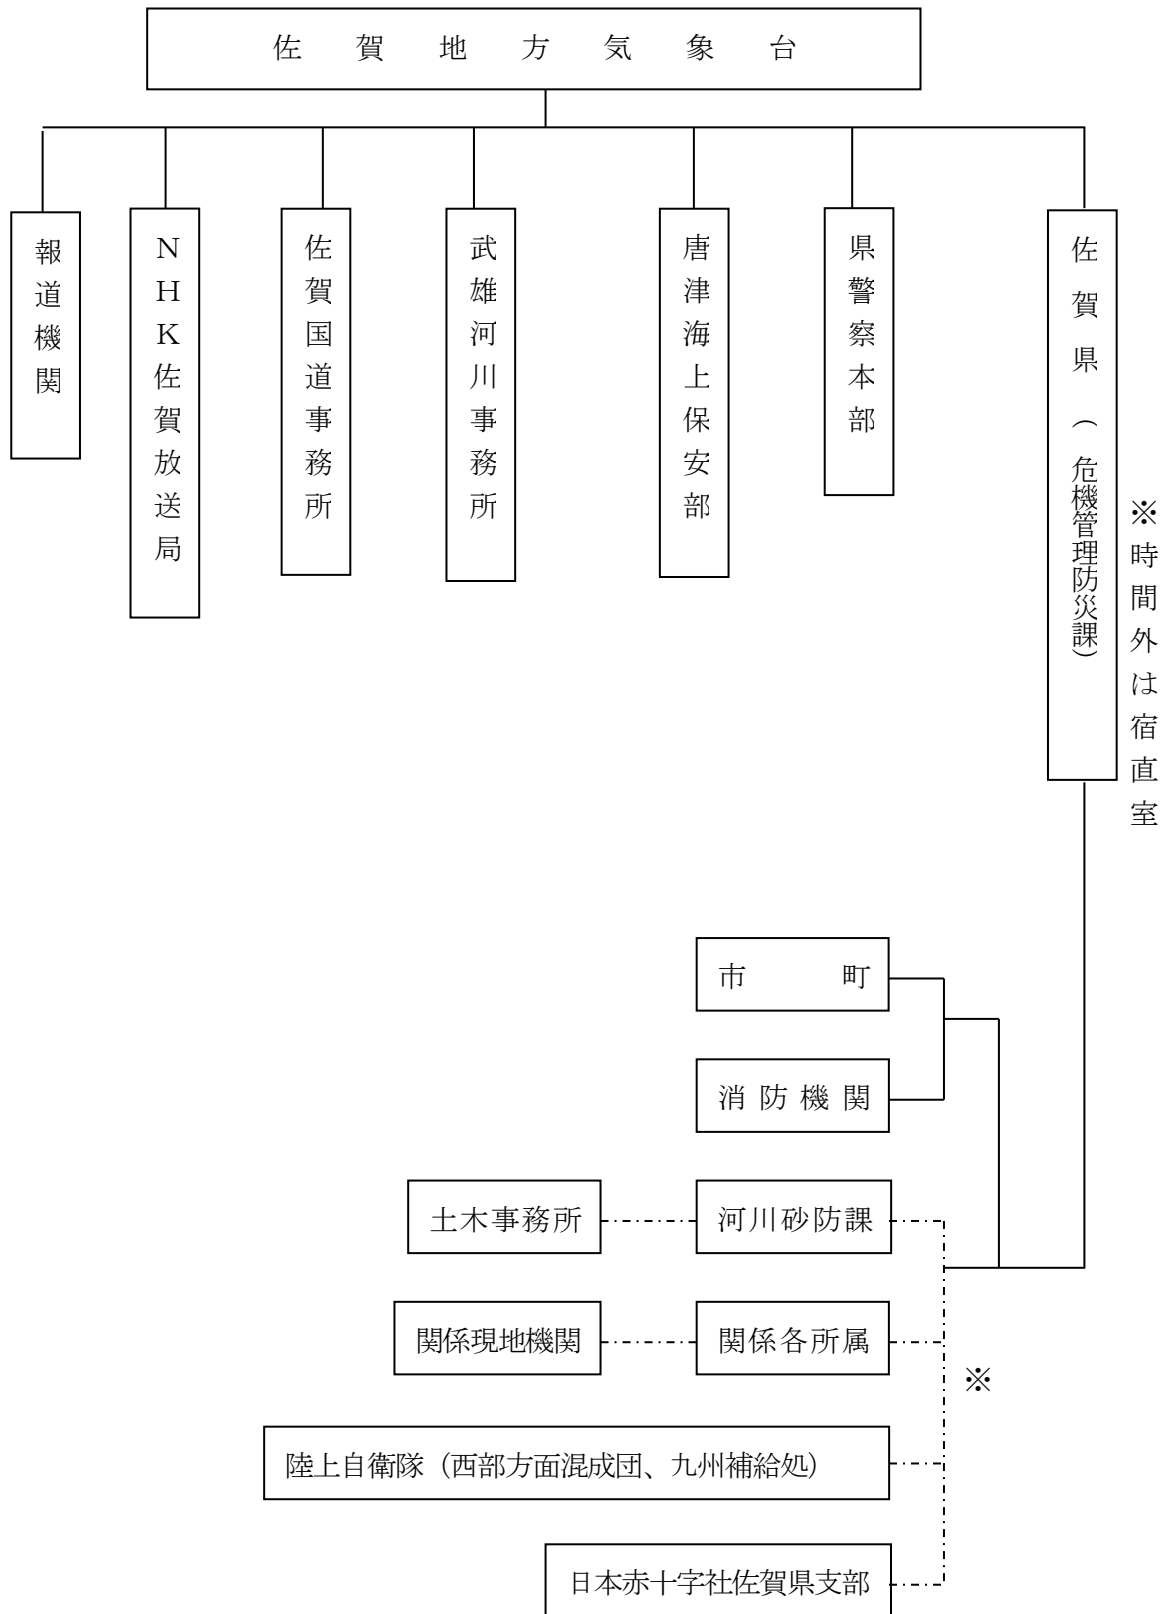 佐賀地方気象台
報道機関
ＮＨＫ佐賀放送局
佐賀国道事務所
武雄河川事務所
唐津海上保安部
県警察本部
佐賀県（危機管理防災課）
※時間外は宿直室
市町
消防機関
土木事務所
河川砂防課
関係現地機関
関係各所属
※
陸上自衛隊（西部方面混成団、九州補給処）
日本赤十字社佐賀県支部